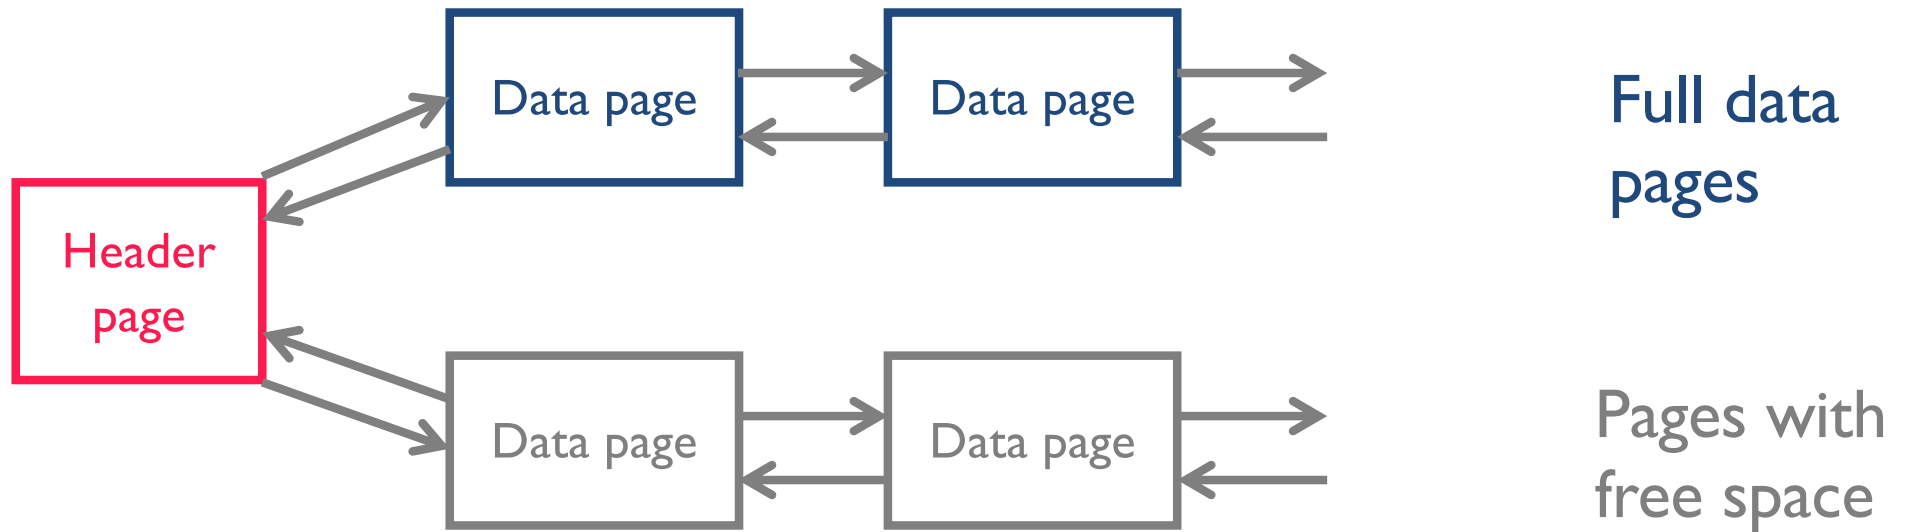 Data page
Data page
Full data
pages
Header
page
Data page
Data page
Pages with
free space